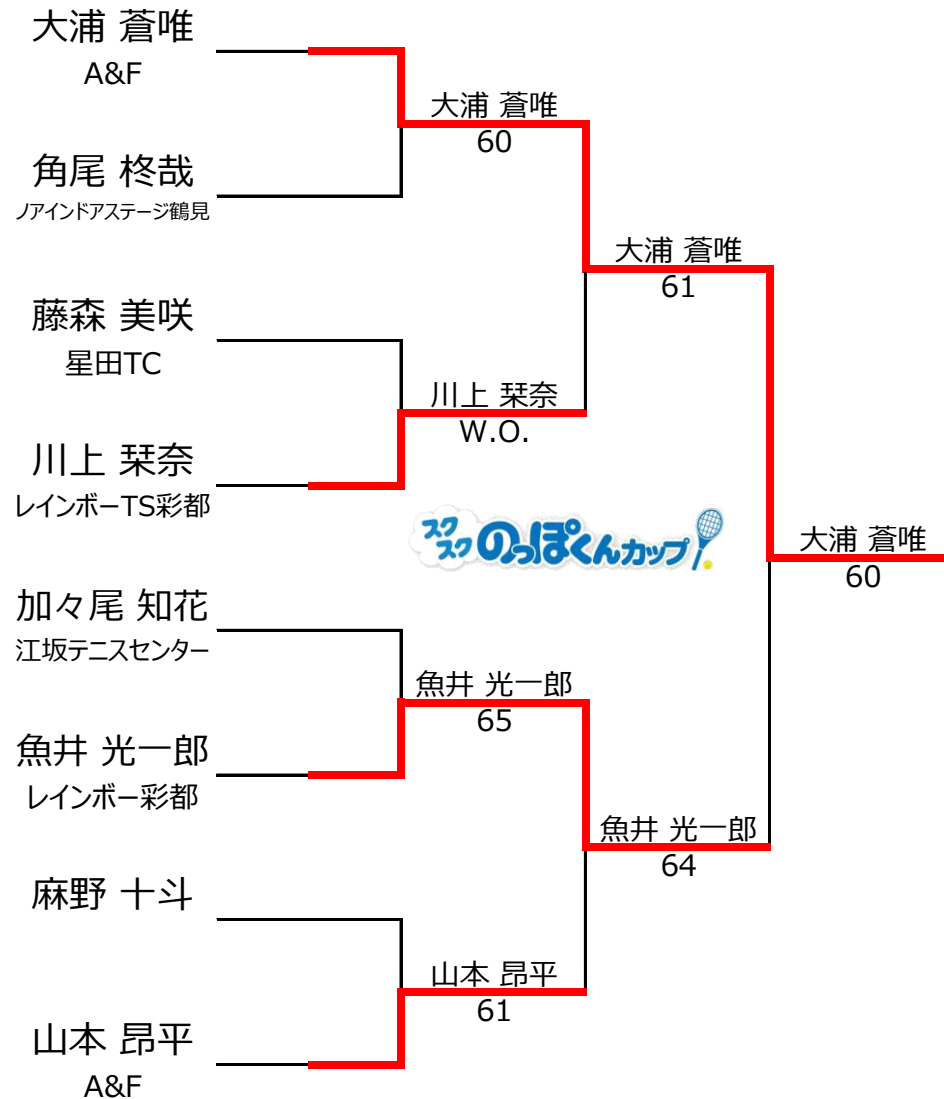 大浦 蒼唯
A&F
角尾 柊哉
ノアインドアステージ鶴見
藤森 美咲
星田TC
川上 栞奈
レインボーTS彩都
加々尾 知花
江坂テニスセンター
魚井 光一郎
レインボー彩都
麻野 十斗
山本 昂平
A&F
大浦 蒼唯
60
川上 栞奈
W.O.
魚井 光一郎
65
山本 昂平
61
大浦 蒼唯
61
魚井 光一郎
64
スク
スク
のっぽくんカップ
大浦 蒼唯
60